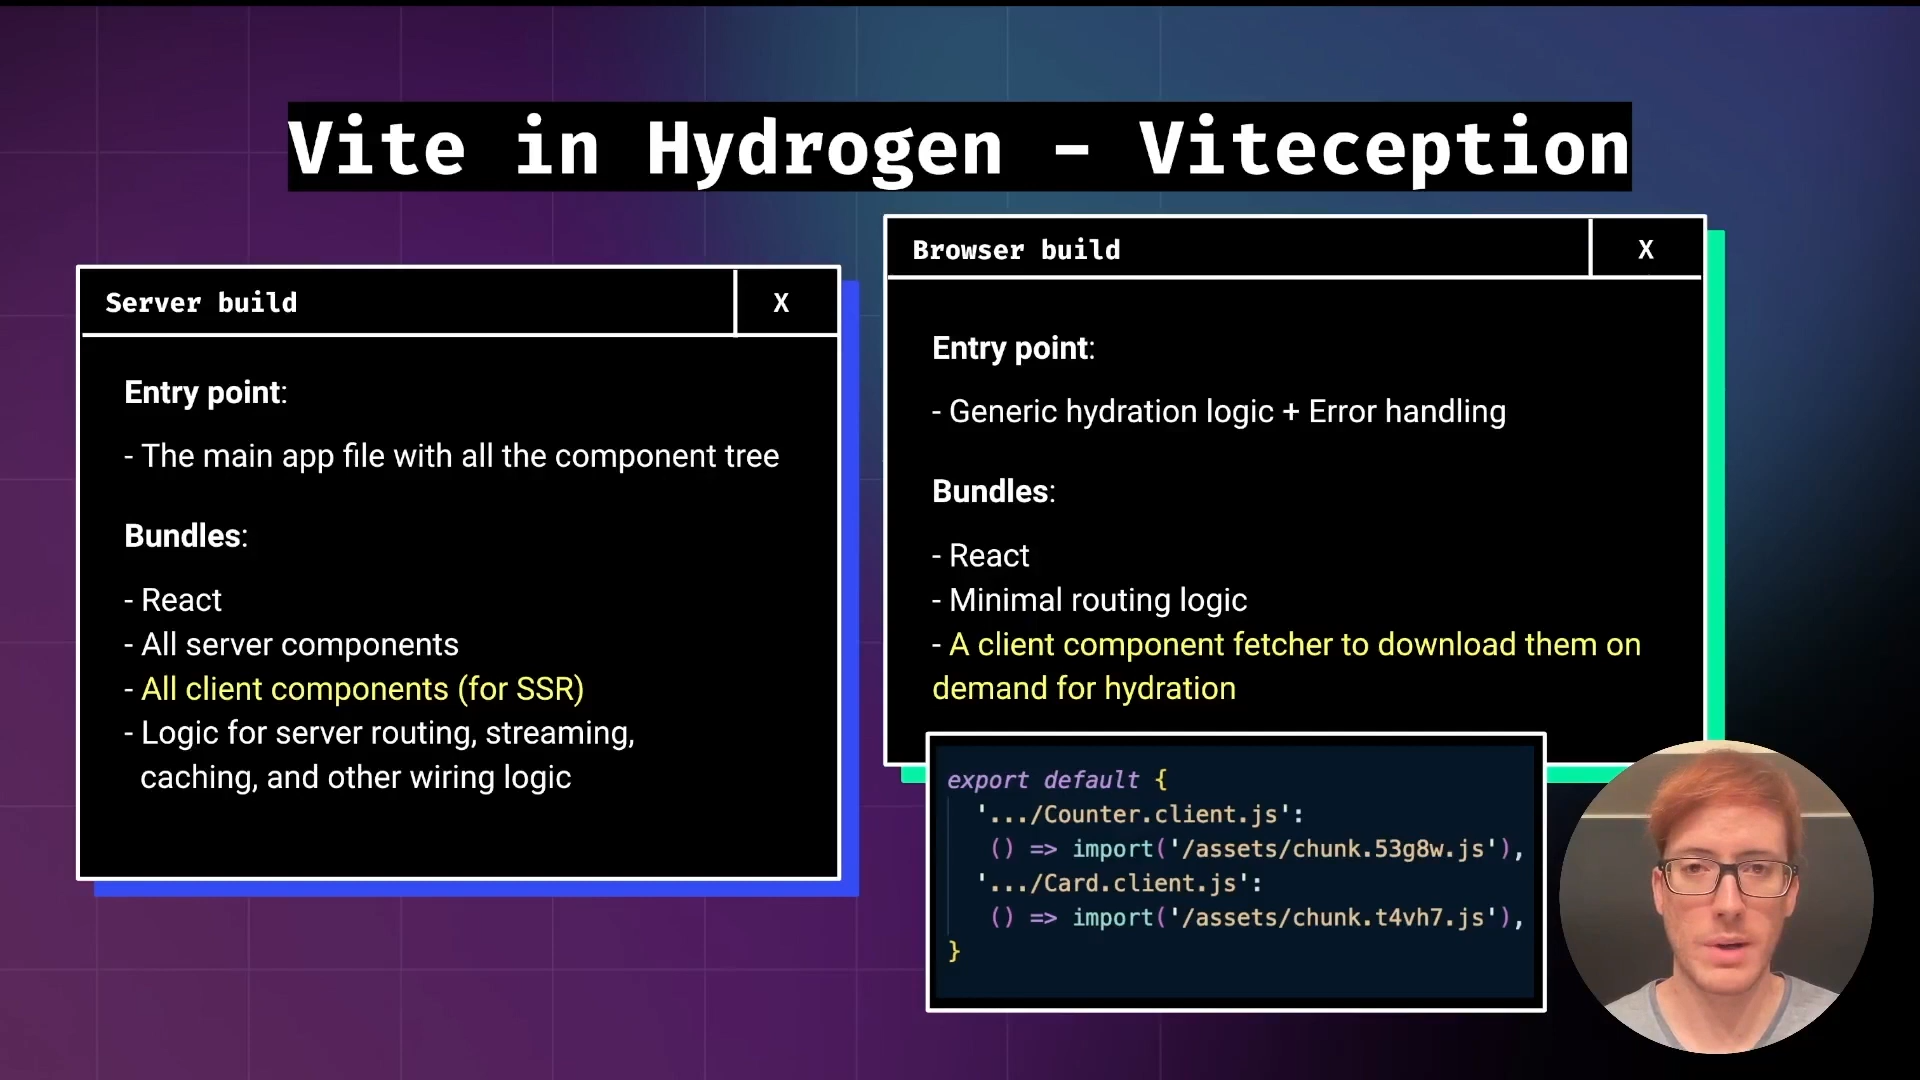 Vite in Hydrogen – Viteception
Server build
X
Entry point:
- The main app file with all the component tree
Bundles:
- React
- All server components
- All client components (for SSR)
- Logic for server routing, streaming,
caching, and other wiring logic
Browser build
X
Entry point:
- Generic hydration logic + Error handling
Bundles:
- React
- Minimal routing logic
- A client component fetcher to download them on
demand for hydration
export default {
'.../Counter.client.js':
() => import('/assets/chunk.53g8w.js'),
'.../Card.client.js':
() => import('/assets/chunk.t4vh7.js'),
}